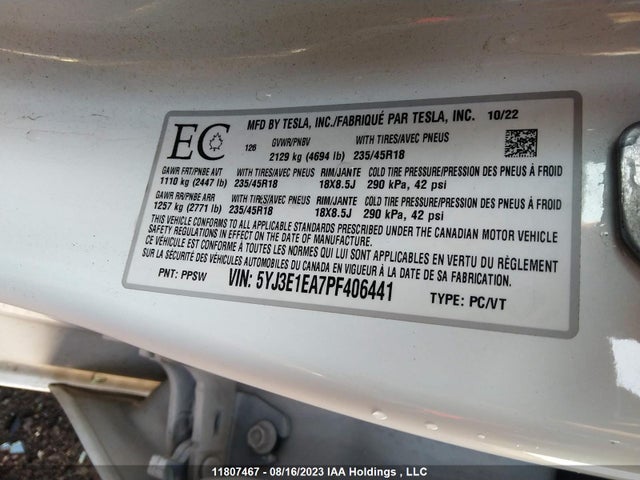 MFD BY TESLA, INC./FABRIQUÉ PAR TESLA, INC. 10/22
EC 126 GVWR/PNBV WITH TIRES/AVEC PNEUS
2129 kg (4694 lb) 235/45R18
GAWR FRT/PNBE AVT WITH TIRES/AVEC PNEUS RIM/JANTE COLD TIRE PRESSURE/PRESSION DES PNEUS À FROID
1110 kg (2447 lb) 235/45R18 18X8.5J 290 kPa, 42 psi
GAWR RR/PNBE ARR WITH TIRES/AVEC PNEUS RIM/JANTE COLD TIRE PRESSURE/PRESSION DES PNEUS À FROID
1257 kg (2771 lb) 235/45R18 18X8.5J 290 kPa, 42 psi
THIS VEHICLE CONFORMS TO ALL APPLICABLE STANDARDS PRESCRIBED UNDER THE CANADIAN MOTOR VEHICLE
SAFETY REGULATIONS IN EFFECT ON THE DATE OF MANUFACTURE.
CE VÉHICULE EST CONFORME À TOUTES LES NORMES QUI LUI SONT APPLICABLES EN VERTU DU RÈGLEMENT
SUR LA SÉCURITÉ DES VÉHICULES AUTOMOBILES DU CANADA EN VIGUEUR À LA DATE DE SA FABRICATION.
PNT: PPSW VIN: 5YJ3E1EA7PF406441 TYPE: PC/VT
11807467 - 08/16/2023 IAA Holdings , LLC